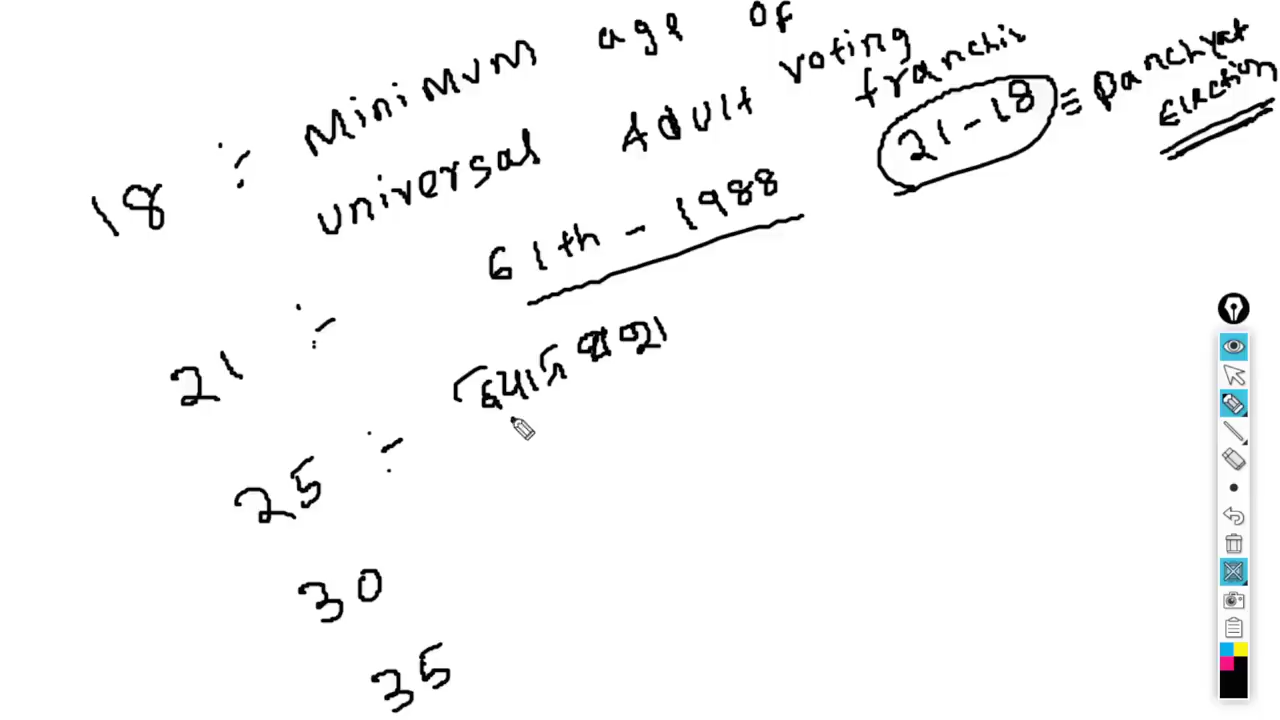 18 :- Minimum age of
universal Adult voting franchis
61th - 1988
21-18 = panchyat
Election
21 :-
25 :-
30
35